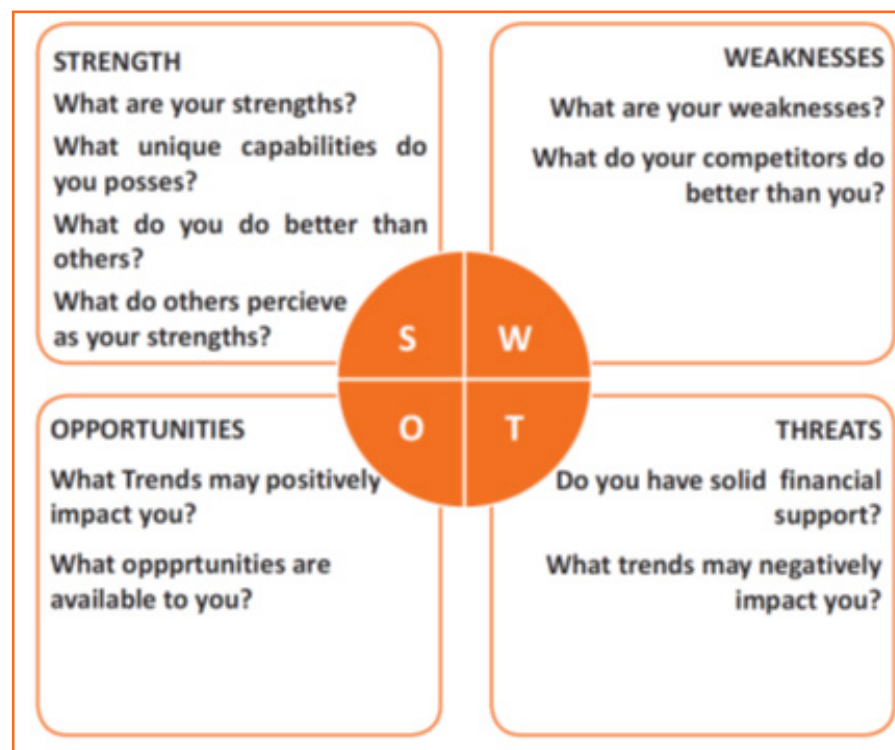 STRENGTH
What are your strengths?
What unique capabilities do
you posses?
What do you do better than
others?
What do others percieve
as your strengths?
WEAKNESSES
What are your weaknesses?
What do your competitors do
better than you?
S
W
O
T
OPPORTUNITIES
What Trends may positively
impact you?
What oppprtunities are
available to you?
THREATS
Do you have solid financial
support?
What trends may negatively
impact you?